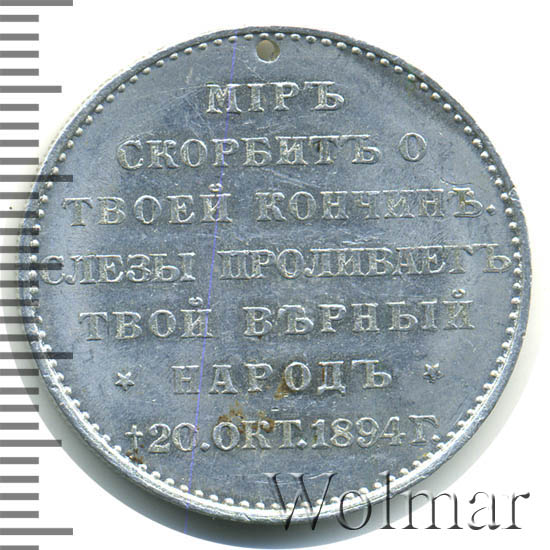 МІРЪ
СКОРБИТЪ О
ТВОЕЙ КОНЧИНѢ.
СЛЕЗЫ ПРОЛИВАЕТЪ
ТВОЙ ВѢРНЫЙ
* НАРОДЪ *
†20.ОКТ.1894Г.
Wolmar